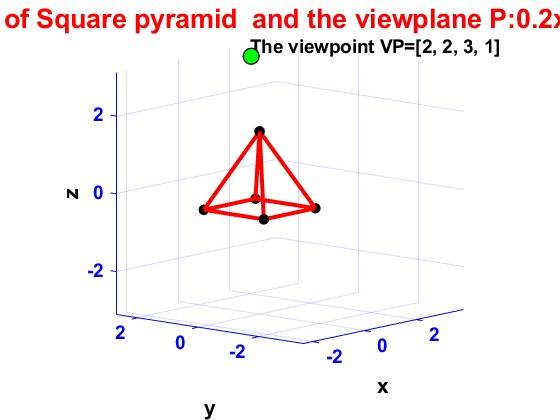 of Square pyramid  and the viewplane P:0.2x
The viewpoint VP=[2, 2, 3, 1]
2
0
-2
z
2
0
-2
y
-2
0
2
x